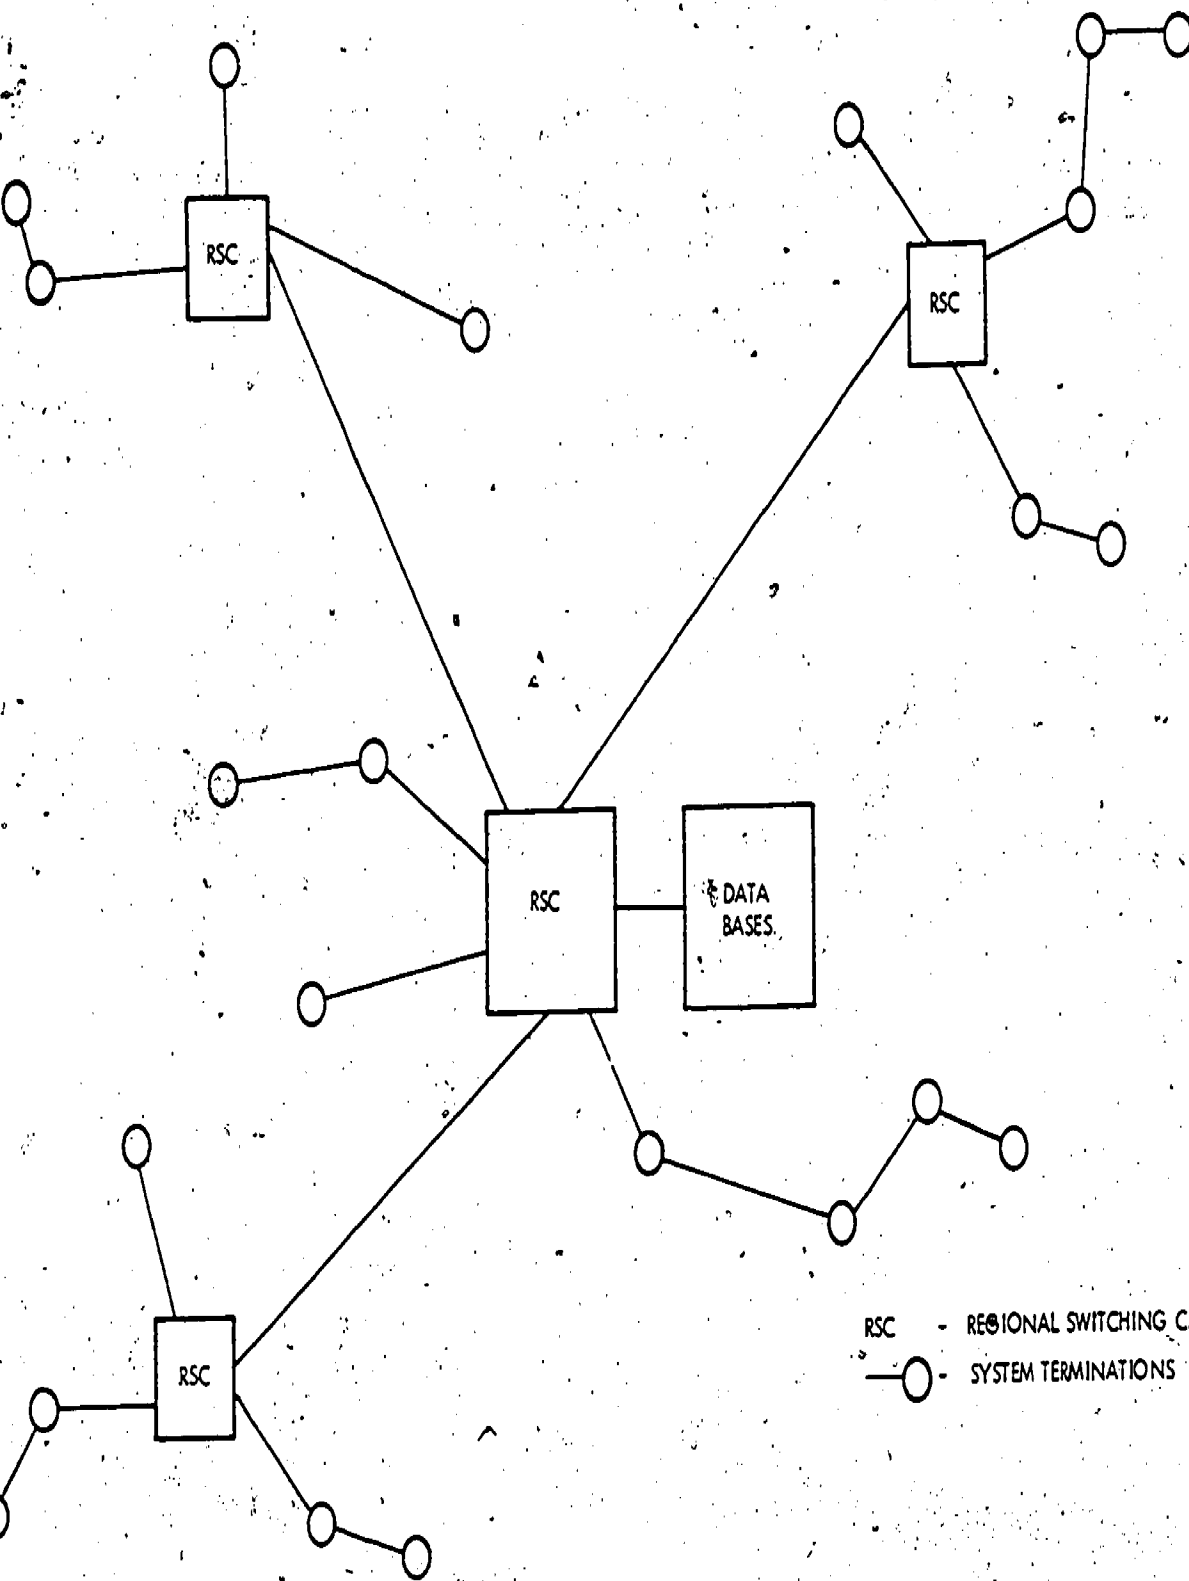 RSC
RSC
RSC
DATA
BASES.
RSC
RSC - REGIONAL SWITCHING C
- SYSTEM TERMINATIONS